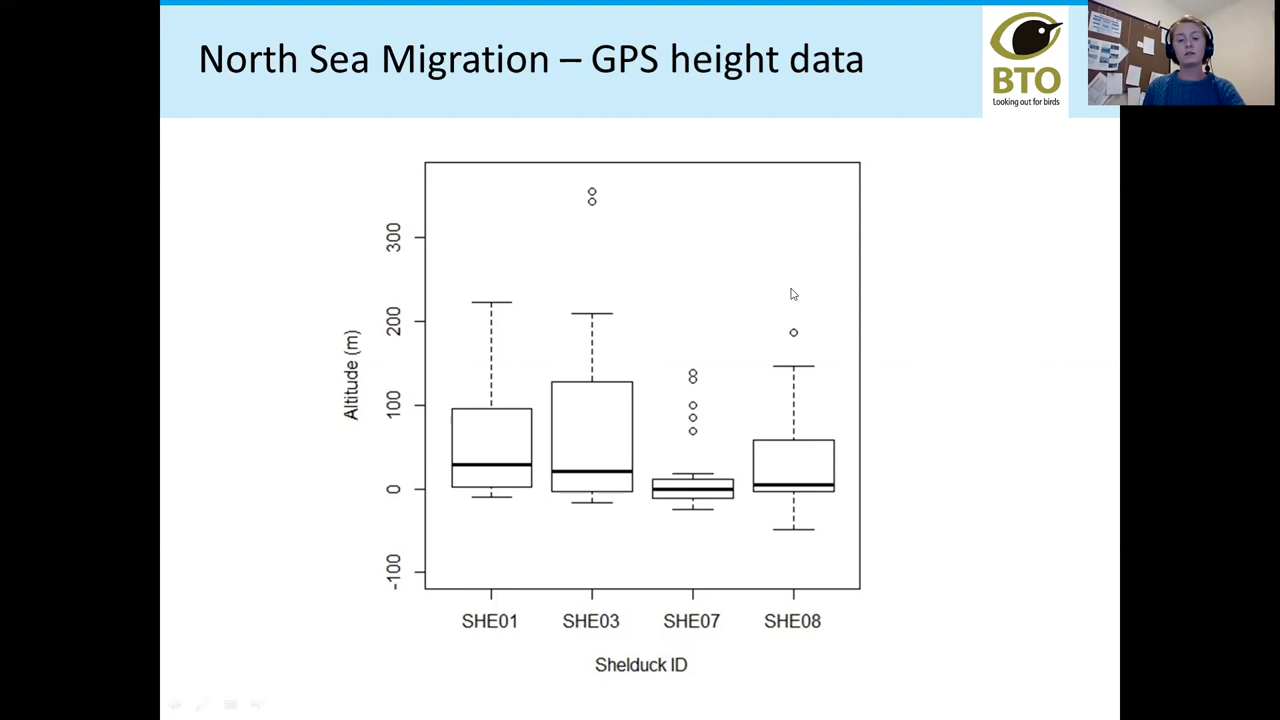 North Sea Migration – GPS height data
BTO
Looking out for birds
Altitude (m)
300
200
100
0
-100
SHE01
SHE03
SHE07
SHE08
Shelduck ID